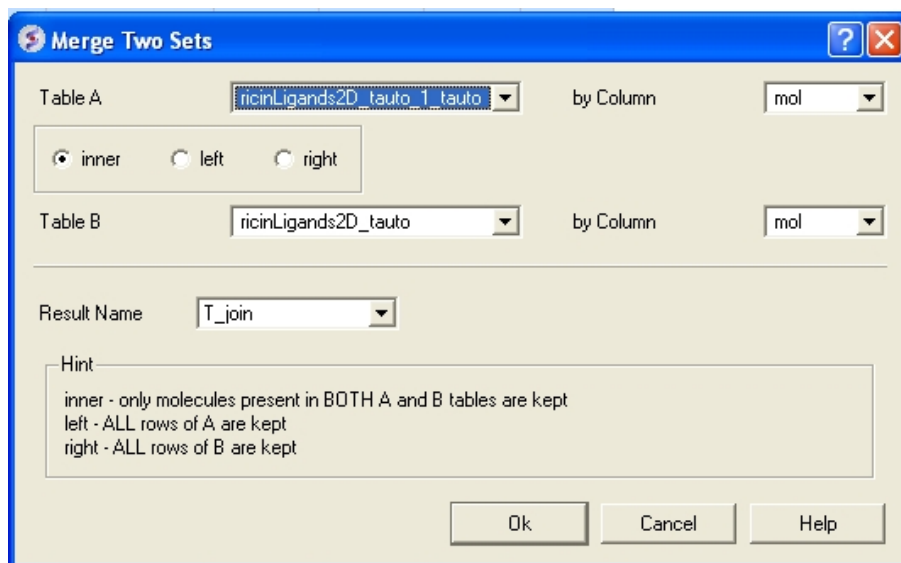 Merge Two Sets
Table A ricinLigands2D_tauto_1_tauto by Column mol
inner left right
Table B ricinLigands2D_tauto by Column mol
Result Name T_join
Hint
inner - only molecules present in BOTH A and B tables are kept
left - ALL rows of A are kept
right - ALL rows of B are kept
Ok Cancel Help